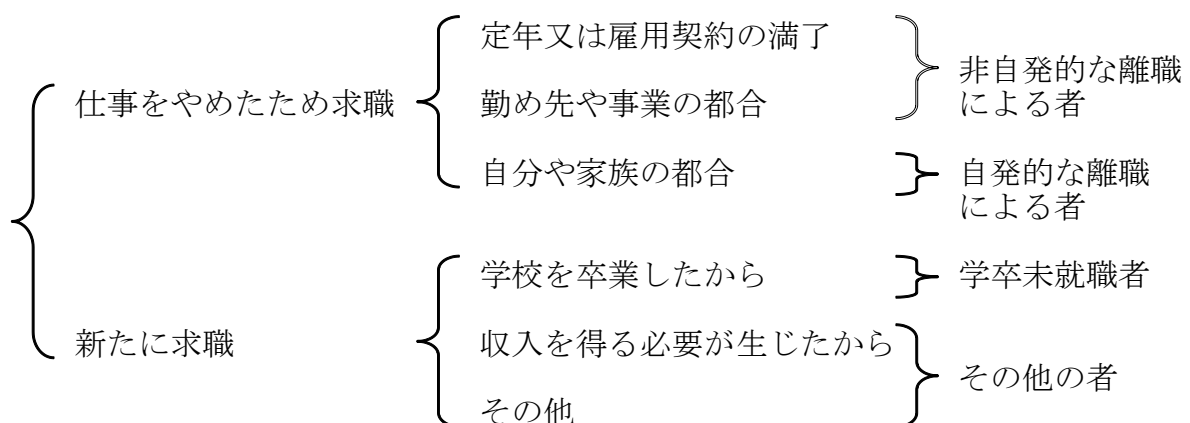 定年又は雇用契約の満了
非自発的な離職
による者
仕事をやめたため求職
勤め先や事業の都合
自分や家族の都合
自発的な離職
による者
学校を卒業したから
学卒未就職者
新たに求職
収入を得る必要が生じたから
その他の者
その他